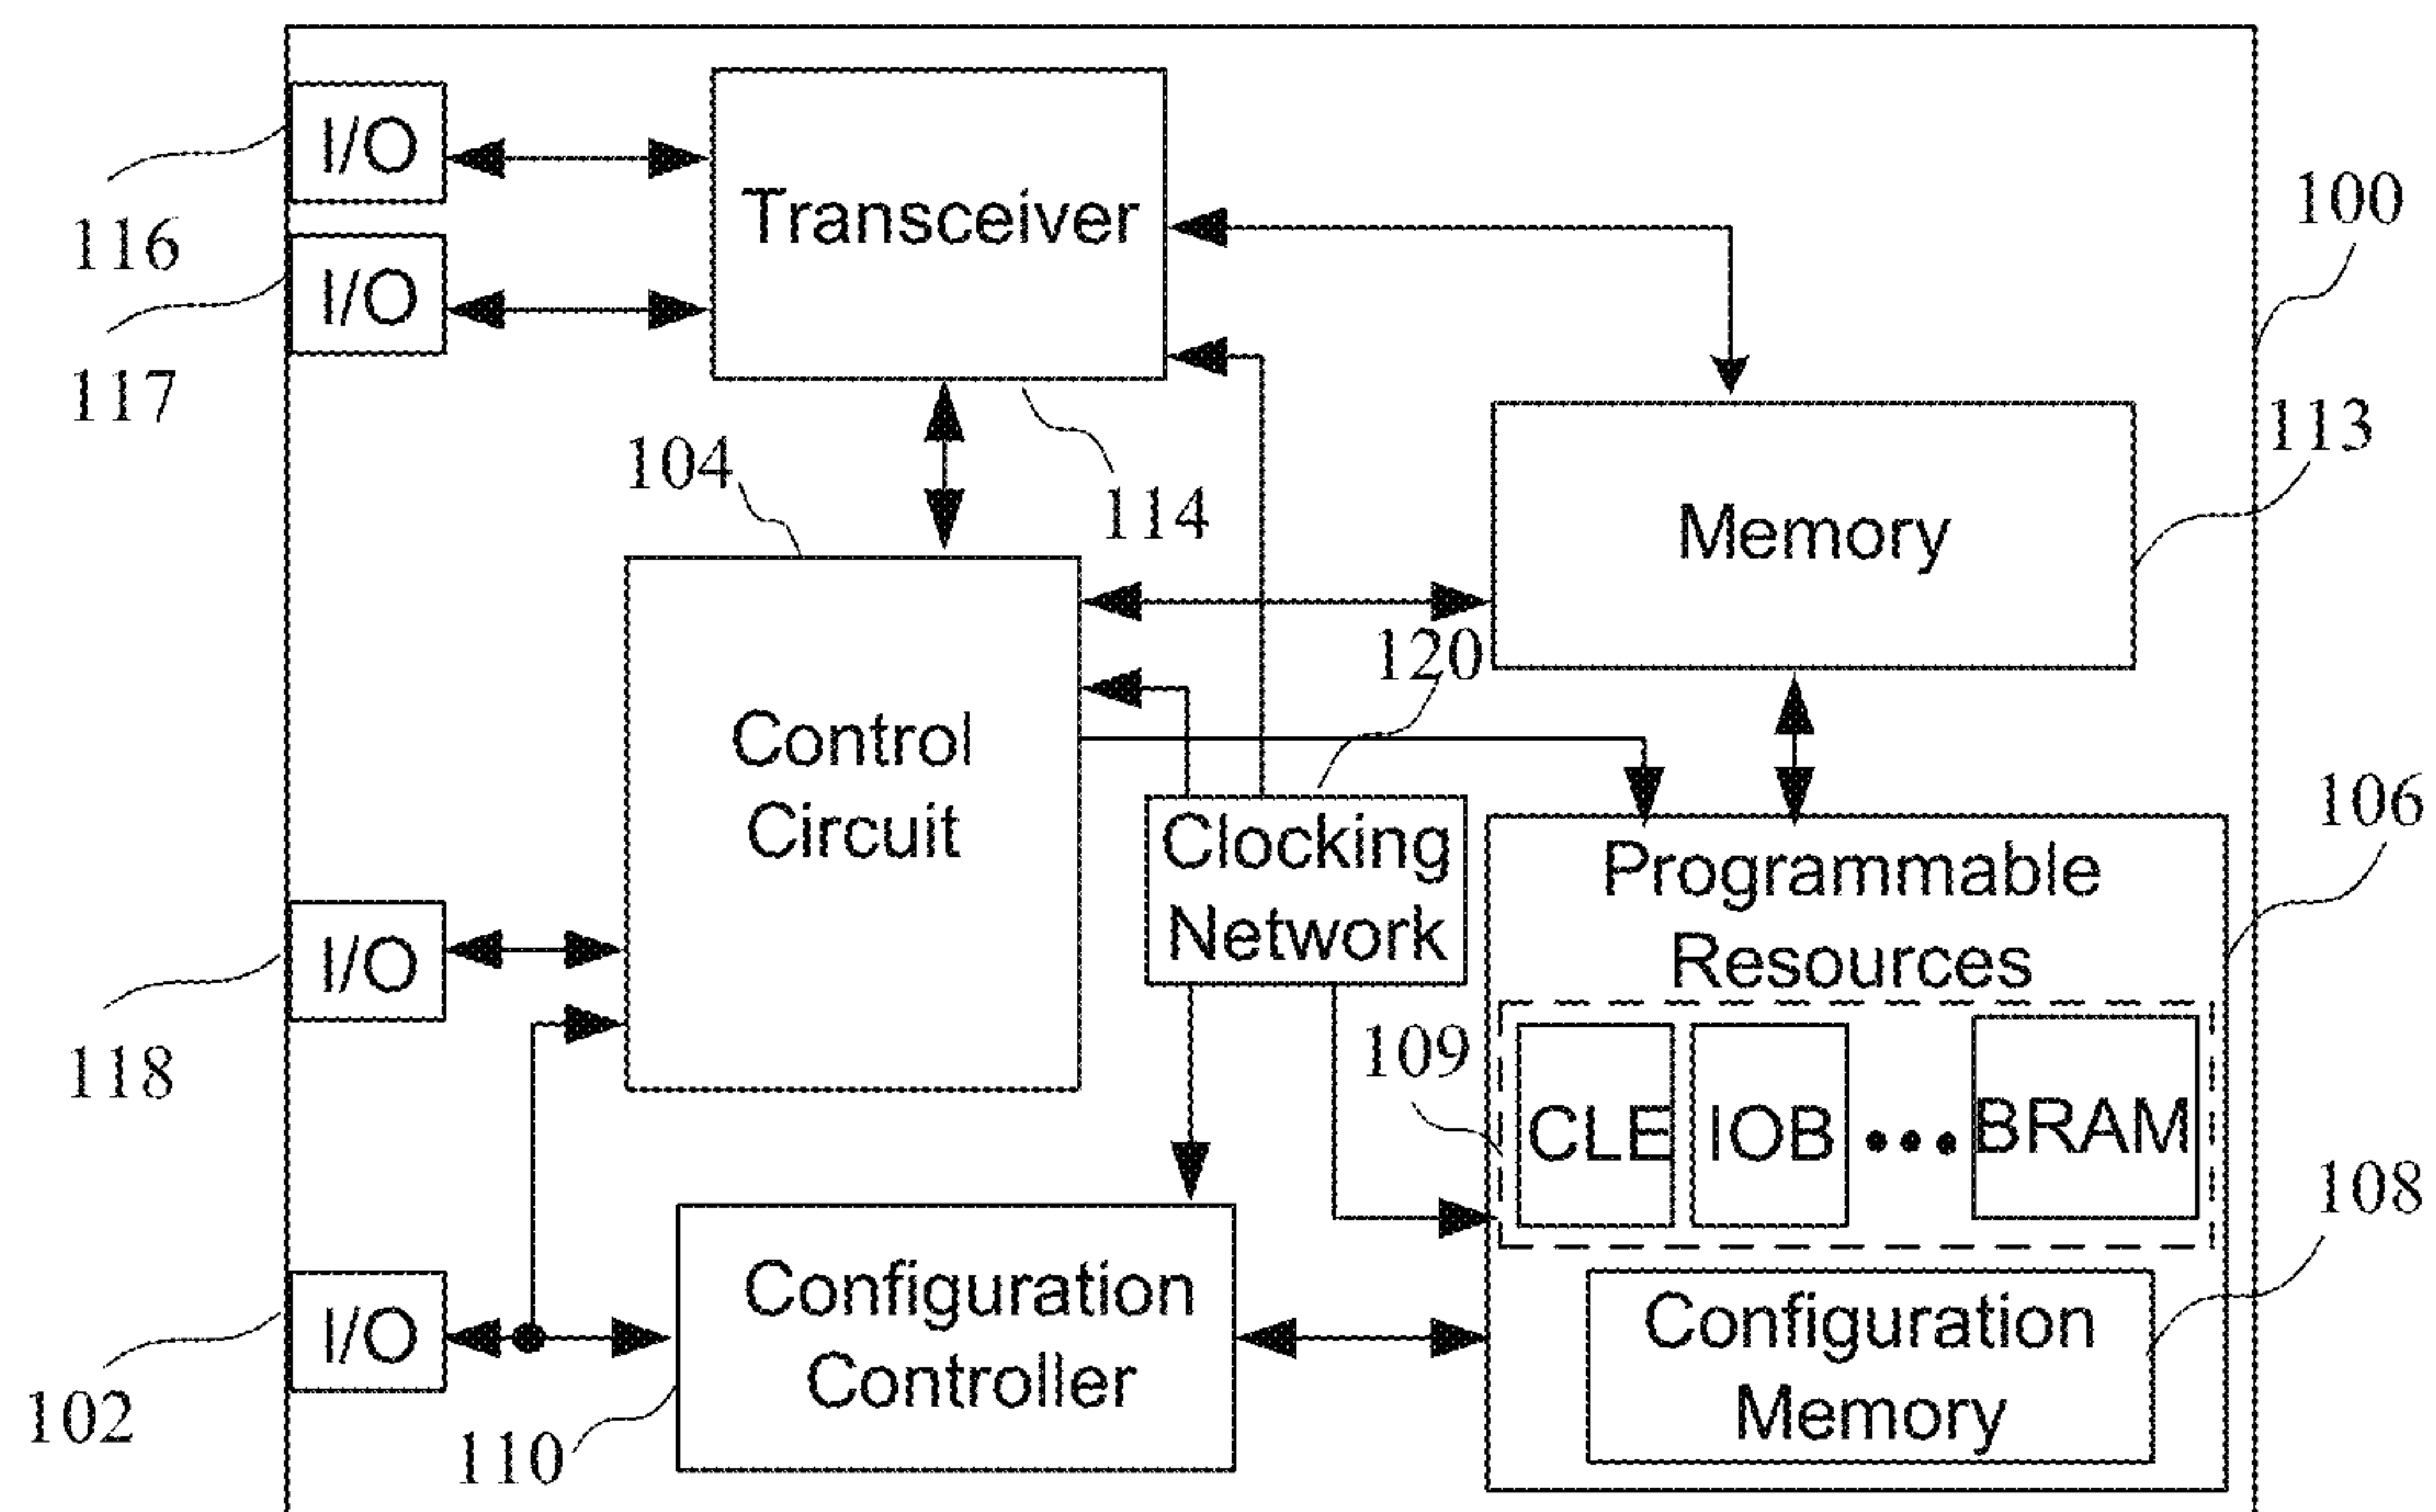 I/O
Transceiver
116
I/O
117
100
104
114
113
Memory
120
Control
Circuit
Clocking
Network
106
Programmable
Resources
I/O
118
109
CLE
IOB
•••
BRAM
108
I/O
102
Configuration
Controller
110
Configuration
Memory